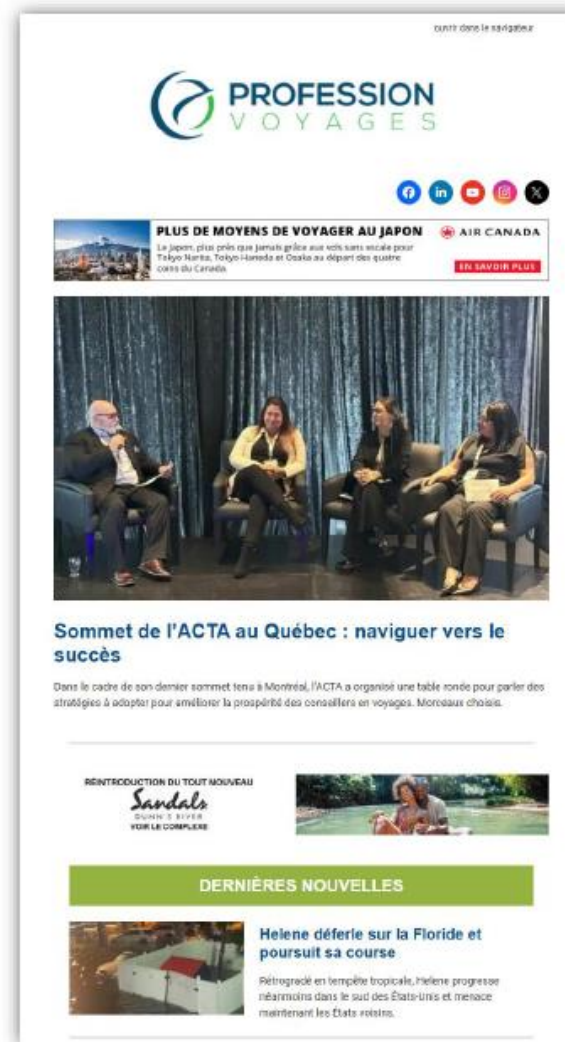 ouvrir dans le navigateur
PROFESSION
VOYAGES
PLUS DE MOYENS DE VOYAGER AU JAPON
AIR CANADA
Le Japon, plus près que jamais grâce aux vols sans escale pour
Tokyo Narita, Tokyo Haneda et Osaka au départ des quatre
coins du Canada.
EN SAVOIR PLUS
Sommet de l'ACTA au Québec : naviguer vers le
succès
Dans le cadre de son dernier sommet tenu à Montréal, l'ACTA a organisé une table ronde pour parler des
stratégies à adopter pour améliorer la prospérité des conseillers en voyages. Morceaux choisis.
RÉINTRODUCTION DU TOUT NOUVEAU
Sandals
DUNN'S RIVER
VOIR LE COMPLEXE
DERNIÈRES NOUVELLES
Helene déferle sur la Floride et
poursuit sa course
Rétrogradé en tempête tropicale, Helene progresse
néanmoins dans le sud des États-Unis et menace
maintenant les États voisins.